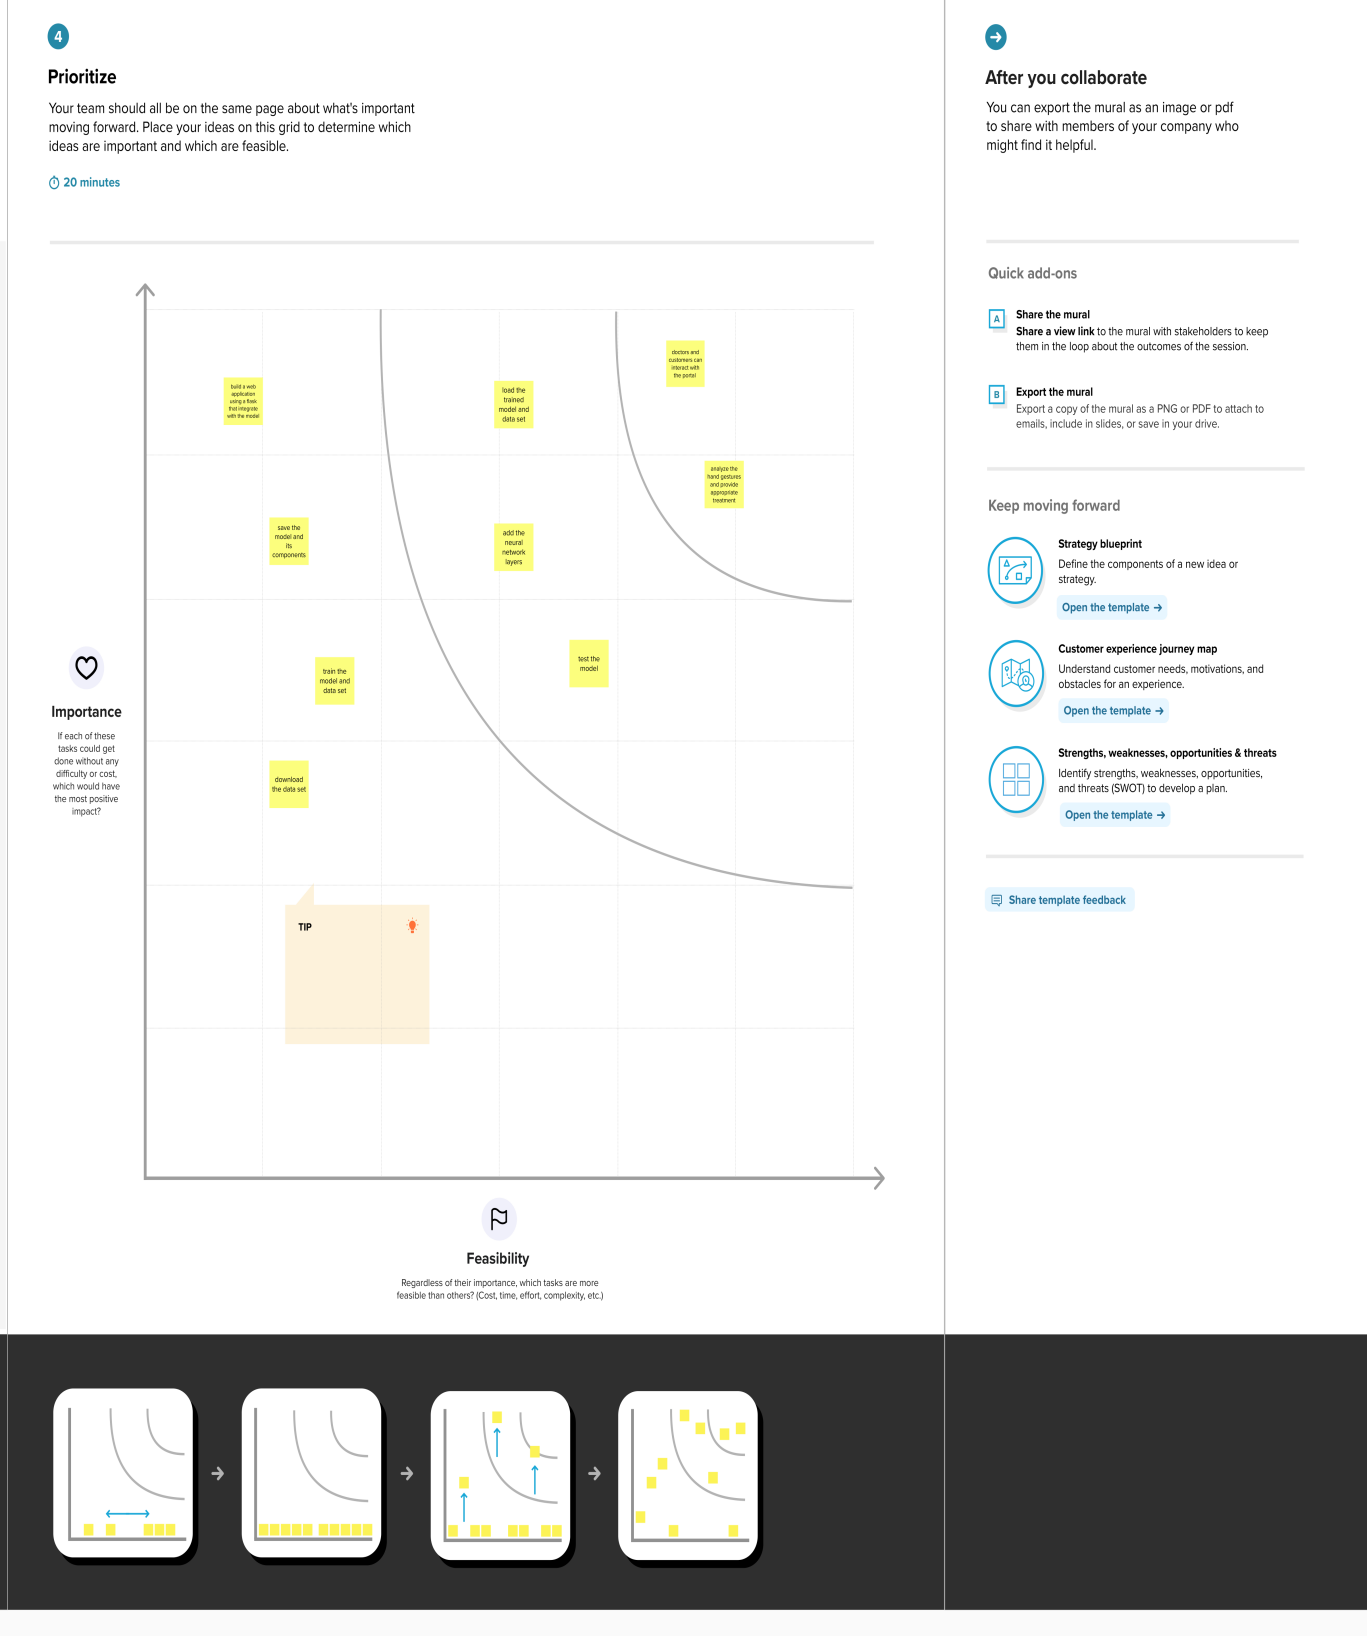 4
Prioritize
Your team should all be on the same page about what's important
moving forward. Place your ideas on this grid to determine which
ideas are important and which are feasible.
20 minutes
build a web
application
using a flask
that integrate
with the model
load the
trained
model and
data set
doctors and
customers can
interact with
the portal
analyze the
hand gestures
and provide
appropriate
treatment
save the
model and
its
components
add the
neural
network
layers
train the
model and
data set
test the
model
download
the data set
TIP
Importance
If each of these
tasks could get
done without any
difficulty or cost,
which would have
the most positive
impact?
Feasibility
Regardless of their importance, which tasks are more
feasible than others? (Cost, time, effort, complexity, etc.)
After you collaborate
You can export the mural as an image or pdf
to share with members of your company who
might find it helpful.
Quick add-ons
A
Share the mural
Share a view link to the mural with stakeholders to keep
them in the loop about the outcomes of the session.
B
Export the mural
Export a copy of the mural as a PNG or PDF to attach to
emails, include in slides, or save in your drive.
Keep moving forward
Strategy blueprint
Define the components of a new idea or
strategy.
Open the template →
Customer experience journey map
Understand customer needs, motivations, and
obstacles for an experience.
Open the template →
Strengths, weaknesses, opportunities & threats
Identify strengths, weaknesses, opportunities,
and threats (SWOT) to develop a plan.
Open the template →
Share template feedback